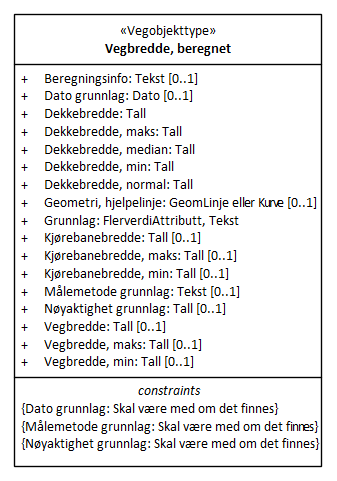 «Vegobjekttype»
Vegbredde, beregnet
+ Beregningsinfo: Tekst [0..1]
+ Dato grunnlag: Dato [0..1]
+ Dekkebredde: Tall
+ Dekkebredde, maks: Tall
+ Dekkebredde, median: Tall
+ Dekkebredde, min: Tall
+ Dekkebredde, normal: Tall
+ Geometri, hjelpelinje: GeomLinje eller Kurve [0..1]
+ Grunnlag: FlerverdiAttributt, Tekst
+ Kjørebanebredde: Tall [0..1]
+ Kjørebanebredde, maks: Tall [0..1]
+ Kjørebanebredde, min: Tall [0..1]
+ Målemetode grunnlag: Tekst [0..1]
+ Nøyaktighet grunnlag: Tall [0..1]
+ Vegbredde: Tall [0..1]
+ Vegbredde, maks: Tall [0..1]
+ Vegbredde, min: Tall [0..1]
constraints
{Dato grunnlag: Skal være med om det finnes}
{Målemetode grunnlag: Skal være med om det finnes}
{Nøyaktighet grunnlag: Skal være med om det finnes}